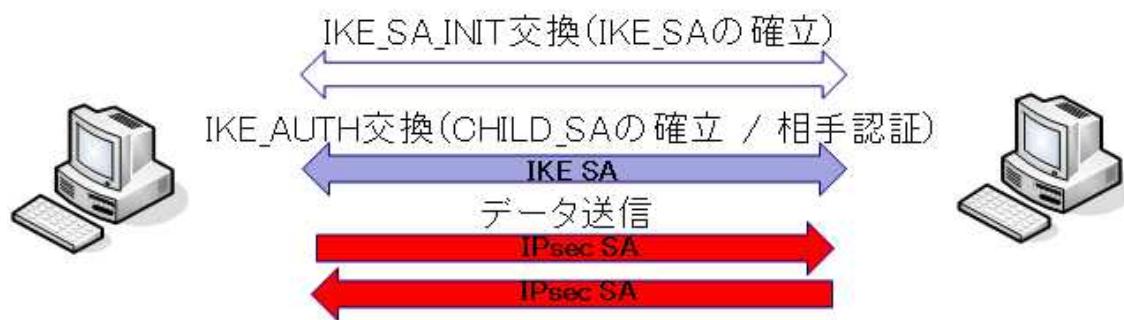 IKE_SA_INIT交換(IKE_SAの確立)
IKE_AUTH交換(CHILD_SAの確立 / 相手認証)
IKE SA
データ送信
IPsec SA
IPsec SA